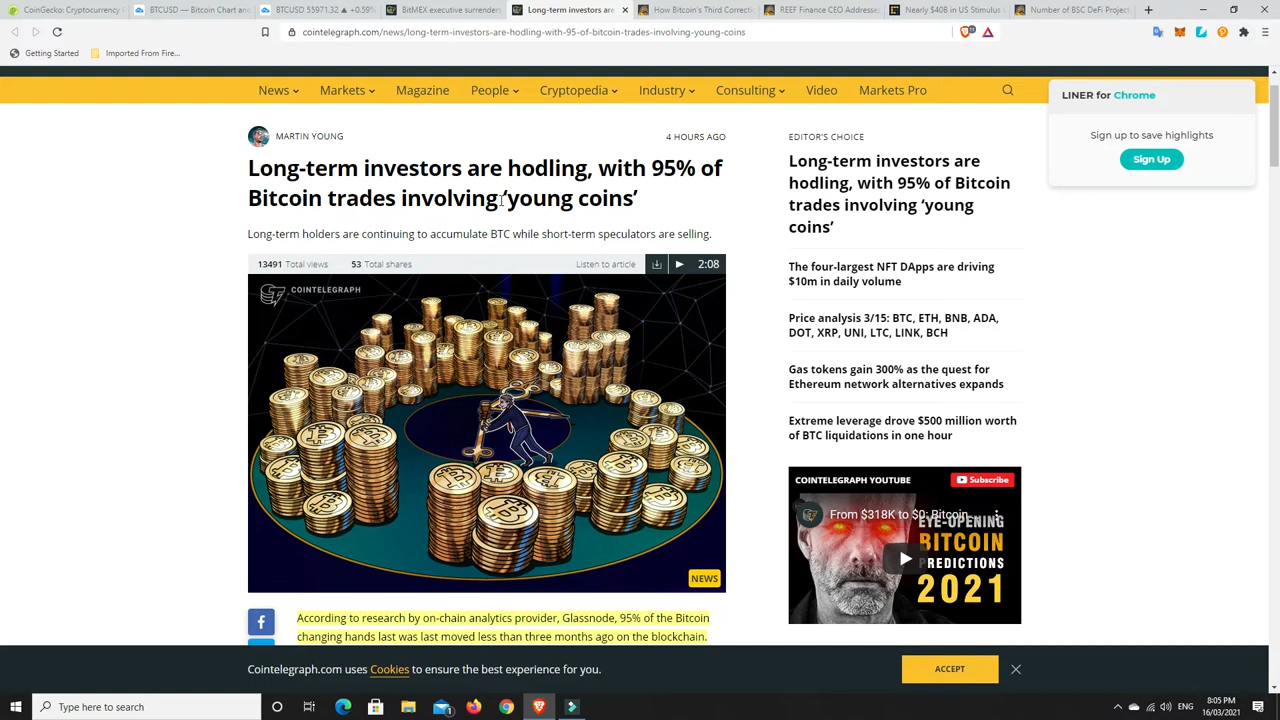 CoinGecko: Cryptocurrency
BTCUSD — Bitcoin Chart and
BTCUSD 55971.32 ▲ +0.59%
BitMEX executive surrenders
Long-term investors are
How Bitcoin's Third Correcti
REEF Finance CEO Addresses
Nearly $40B in US Stimulus
Number of BSC DeFi Project
cointelegraph.com/news/long-term-investors-are-hodling-with-95-of-bitcoin-trades-involving-young-coins
Getting Started
Imported From Fire...
News
Markets
Magazine
People
Cryptopedia
Industry
Consulting
Video
Markets Pro
LINER for Chrome
Sign up to save highlights
Sign Up
MARTIN YOUNG
4 HOURS AGO
Long-term investors are hodling, with 95% of
Bitcoin trades involving ‘young coins’
Long-term holders are continuing to accumulate BTC while short-term speculators are selling.
13491 Total views
53 Total shares
Listen to article
2:08
COINTELEGRAPH
NEWS
According to research by on-chain analytics provider, Glassnode, 95% of the Bitcoin
changing hands last was last moved less than three months ago on the blockchain.
EDITOR'S CHOICE
Long-term investors are
hodling, with 95% of Bitcoin
trades involving ‘young
coins’
The four-largest NFT DApps are driving
$10m in daily volume
Price analysis 3/15: BTC, ETH, BNB, ADA,
DOT, XRP, UNI, LTC, LINK, BCH
Gas tokens gain 300% as the quest for
Ethereum network alternatives expands
Extreme leverage drove $500 million worth
of BTC liquidations in one hour
COINTELEGRAPH YOUTUBE
Subscribe
From $318K to $0: Bitcoin
EYE-OPENING
BITCOIN
PREDICTIONS
2021
Cointelegraph.com uses Cookies to ensure the best experience for you.
ACCEPT
Type here to search
8:05 PM
16/03/2021